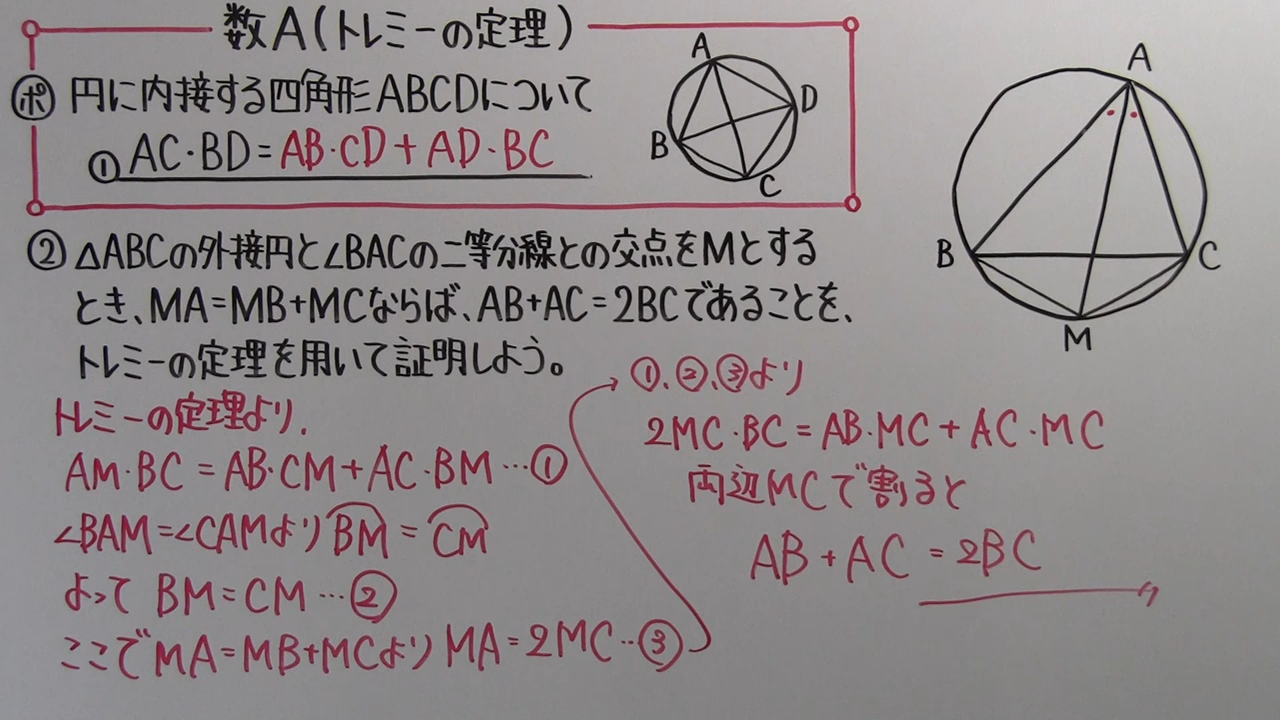 数A(トレミーの定理)
ポ 円に内接する四角形ABCDについて
① AC・BD=AB・CD+AD・BC
A
B
C
D
② △ABCの外接円と∠BACの二等分線との交点をMとする
とき、MA=MB+MCならば、AB+AC=2BCであることを、
トレミーの定理を用いて証明しよう。
A
B
C
M
トレミーの定理より、
AM・BC=AB・CM+AC・BM…①
∠BAM=∠CAMより BM=CM
よって BM=CM…②
ここで MA=MB+MCより MA=2MC…③
①、②、③より
2MC・BC=AB・MC+AC・MC
両辺MCで割ると
AB+AC=2BC